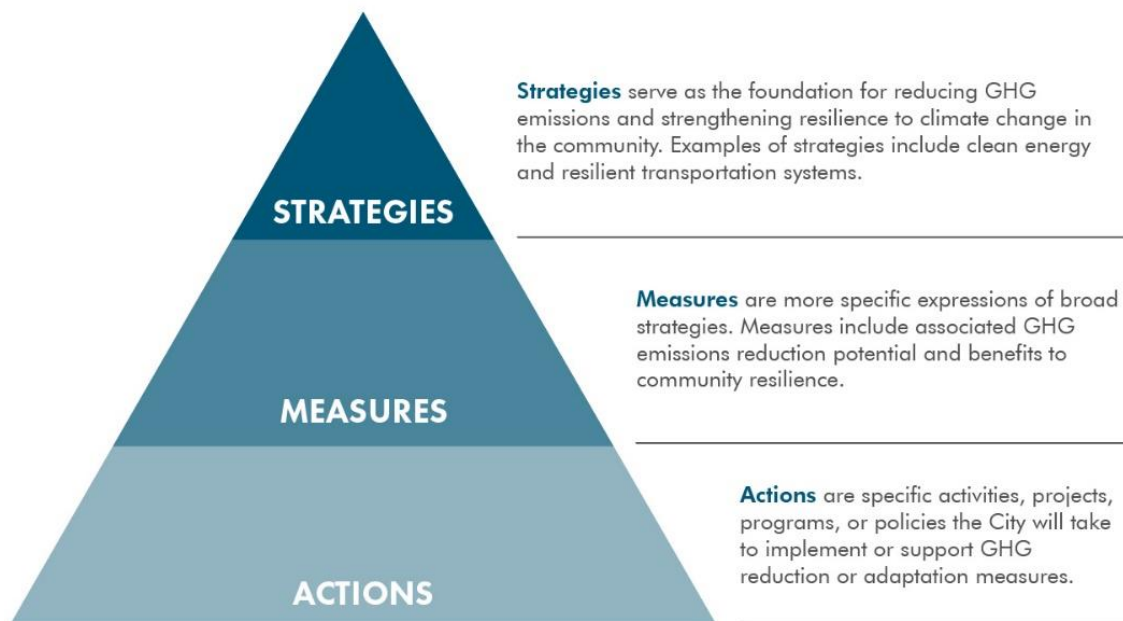 Strategies serve as the foundation for reducing GHG
emissions and strengthening resilience to climate change in
the community. Examples of strategies include clean energy
and resilient transportation systems.
STRATEGIES
Measures are more specific expressions of broad
strategies. Measures include associated GHG
emissions reduction potential and benefits to
community resilience.
MEASURES
Actions are specific activities, projects,
programs, or policies the City will take
to implement or support GHG
reduction or adaptation measures.
ACTIONS